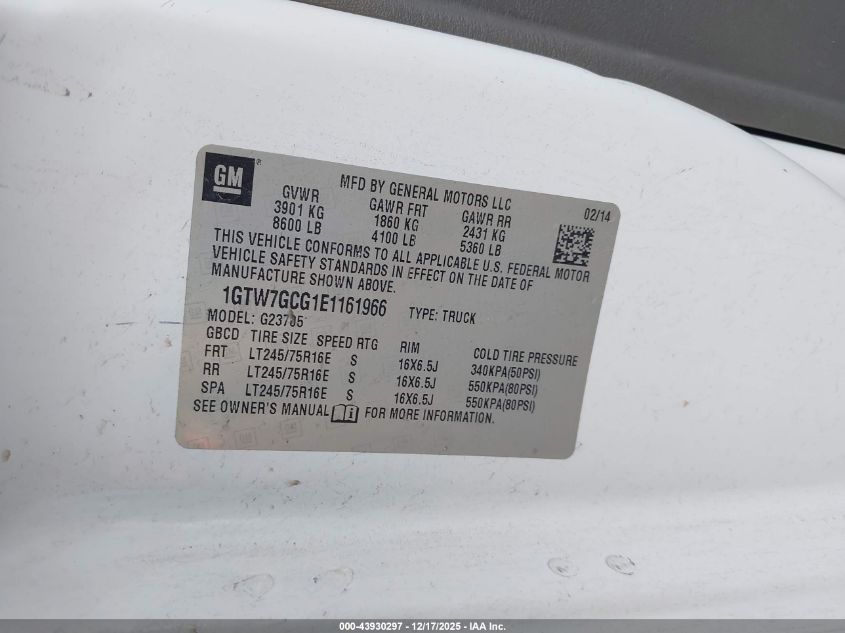 GM®
MFD BY GENERAL MOTORS LLC 02/14
GVWR GAWR FRT GAWR RR
3901 KG 1860 KG 2431 KG
8600 LB 4100 LB 5360 LB
THIS VEHICLE CONFORMS TO ALL APPLICABLE U.S. FEDERAL MOTOR
VEHICLE SAFETY STANDARDS IN EFFECT ON THE DATE OF
MANUFACTURE SHOWN ABOVE.
1GTW7GCG1E1161966 TYPE: TRUCK
MODEL: G23705
GBCD TIRE SIZE SPEED RTG RIM COLD TIRE PRESSURE
FRT LT245/75R16E S 16X6.5J 340KPA(50PSI)
RR LT245/75R16E S 16X6.5J 550KPA(80PSI)
SPA LT245/75R16E S 16X6.5J 550KPA(80PSI)
SEE OWNER'S MANUAL i FOR MORE INFORMATION.
000-43930297 - 12/17/2025 - IAA Inc.